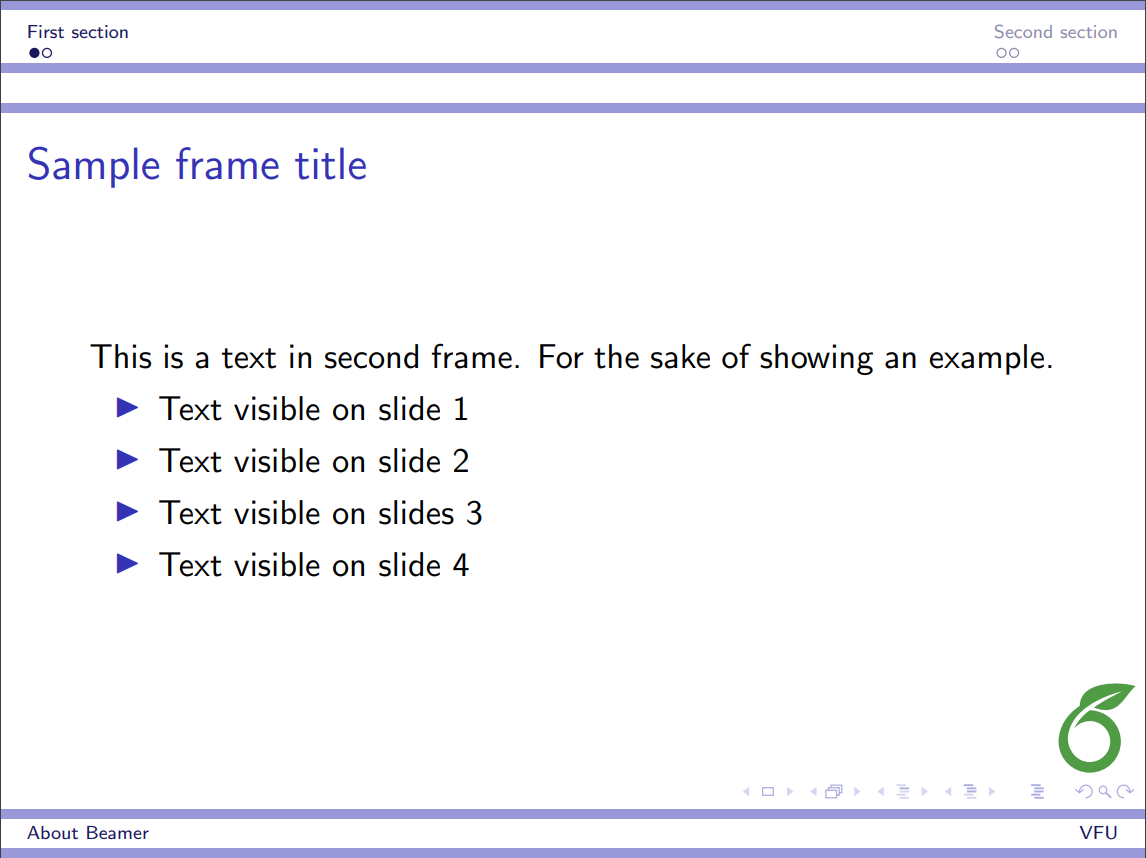 First section
Second section
Sample frame title
This is a text in second frame. For the sake of showing an example.
Text visible on slide 1
Text visible on slide 2
Text visible on slides 3
Text visible on slide 4
About Beamer
VFU